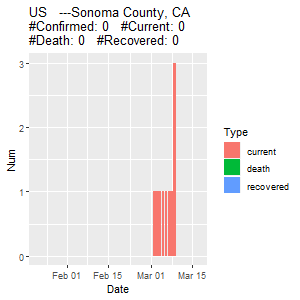 US   ---Sonoma County, CA
#Confirmed: 0   #Current: 0
#Death: 0   #Recovered: 0
3
2
1
0
Num
Feb 01
Feb 15
Mar 01
Mar 15
Date
Type
current
death
recovered